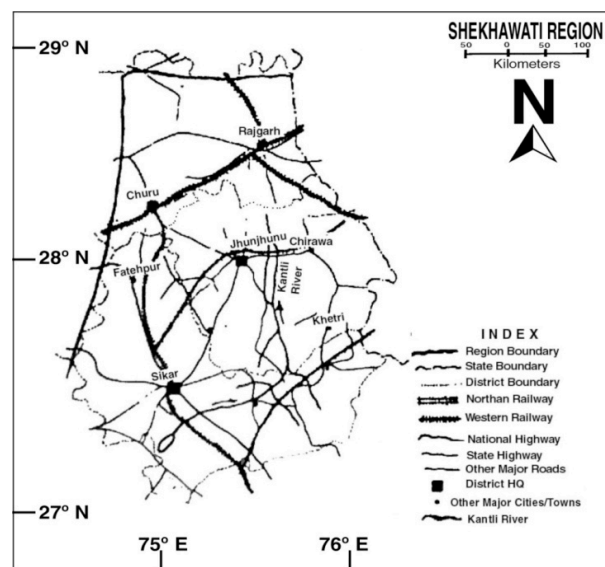 SHEKHAWATI REGION
50 0 50 100
Kilometers
N
29° N
28° N
27° N
75° E
76° E
Rajgarh
Churu
Jhunjhunu
Chirawa
Fatehpur
Kantli
River
Khetri
Sikar
INDEX
Region Boundary
State Boundary
District Boundary
Northan Railway
Western Railway
National Highway
State Highway
Other Major Roads
District HQ
Other Major Cities/Towns
Kantli River